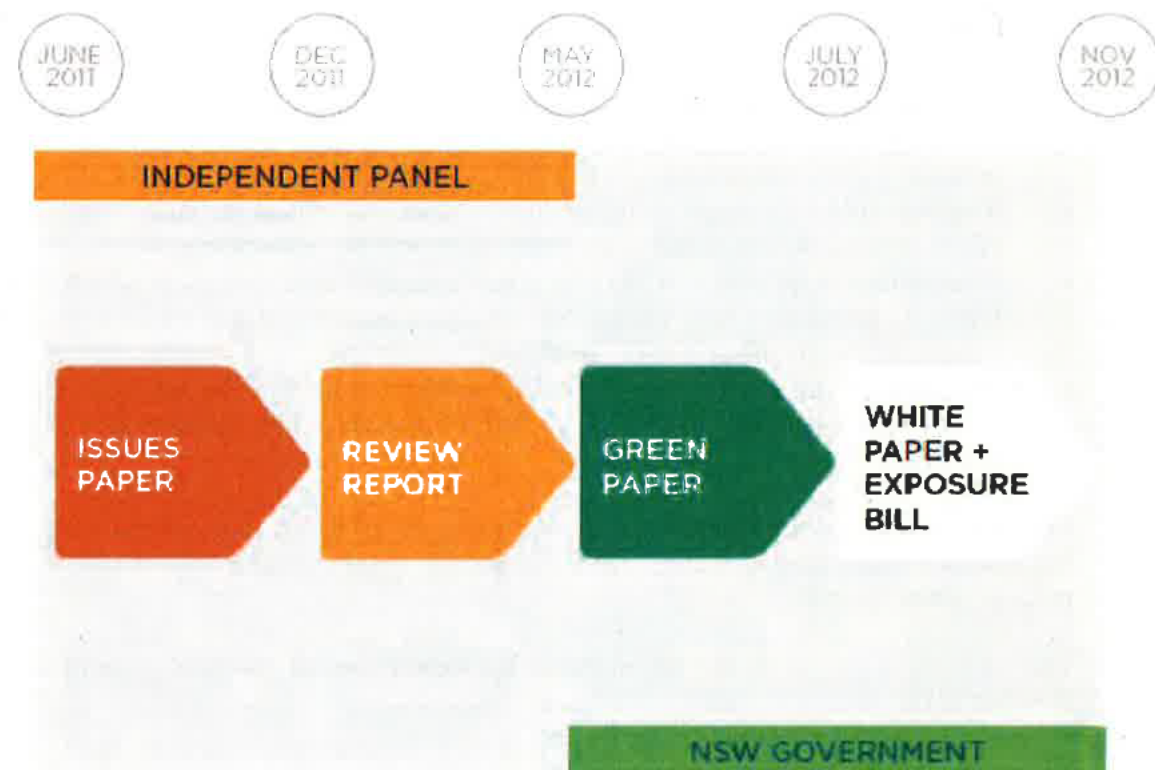 JUNE
2011
DEC
2011
MAY
2012
JULY
2012
NOV
2012
INDEPENDENT PANEL
ISSUES
PAPER
REVIEW
REPORT
GREEN
PAPER
WHITE
PAPER +
EXPOSURE
BILL
NSW GOVERNMENT